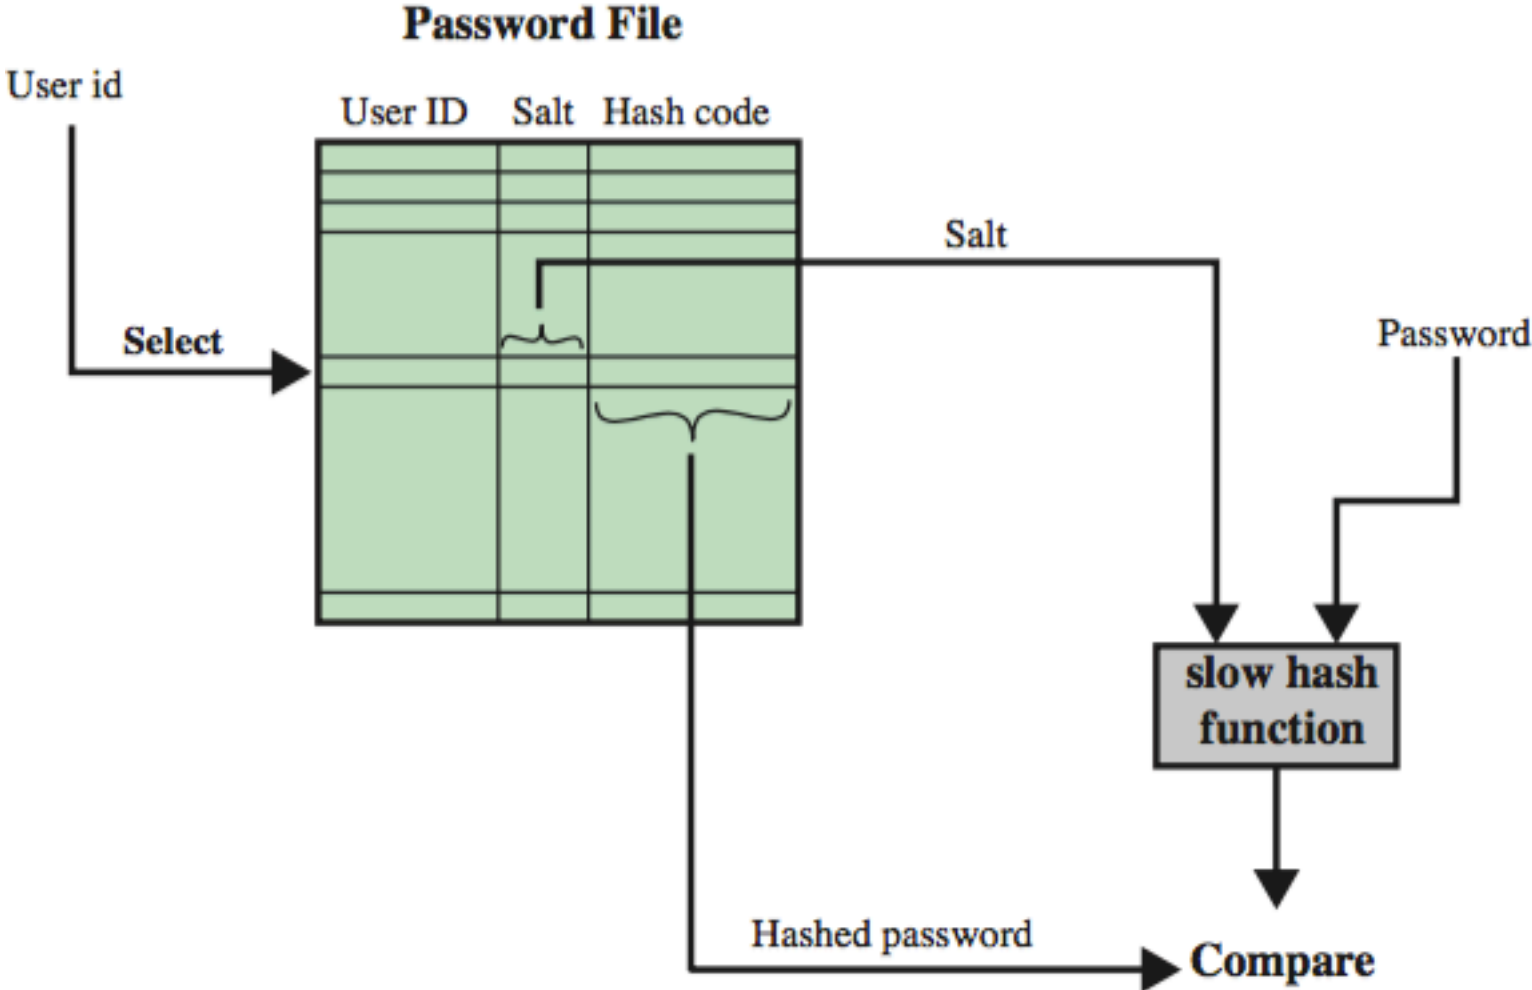 Password File
User id
User ID Salt Hash code
Salt
Select
Password
slow hash
function
Hashed password
Compare